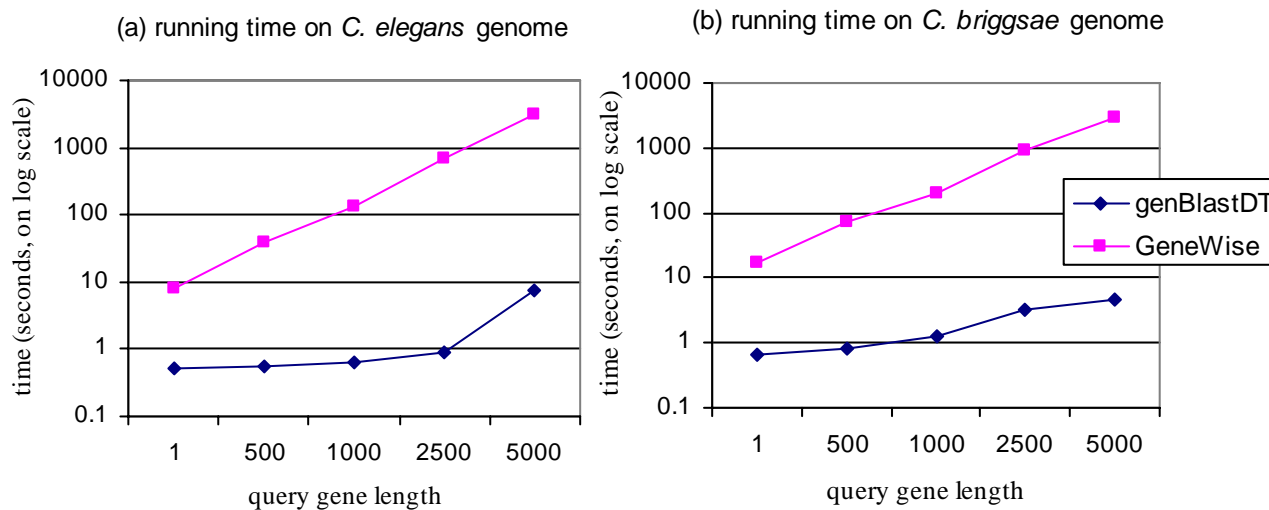 (a) running time on C. elegans genome
time (seconds, on log scale)
10000
1000
100
10
1
0.1
1 500 1000 2500 5000
query gene length
(b) running time on C. briggsae genome
time (seconds, on log scale)
10000
1000
100
10
1
0.1
1 500 1000 2500 5000
query gene length
genBlastDT
GeneWise